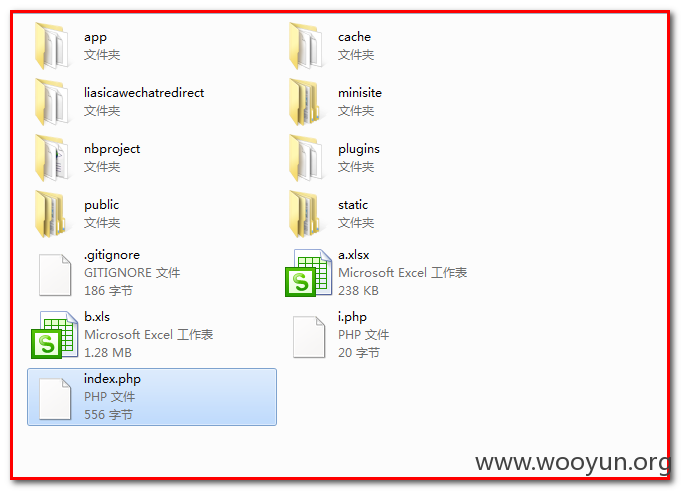 app
文件夹
cache
文件夹
liasicawechatredirect
文件夹
minisite
文件夹
nbproject
文件夹
plugins
文件夹
public
文件夹
static
文件夹
.gitignore
GITIGNORE 文件
186 字节
a.xlsx
Microsoft Excel 工作表
238 KB
b.xls
Microsoft Excel 工作表
1.28 MB
i.php
PHP 文件
20 字节
index.php
PHP 文件
556 字节
www.wooyun.org